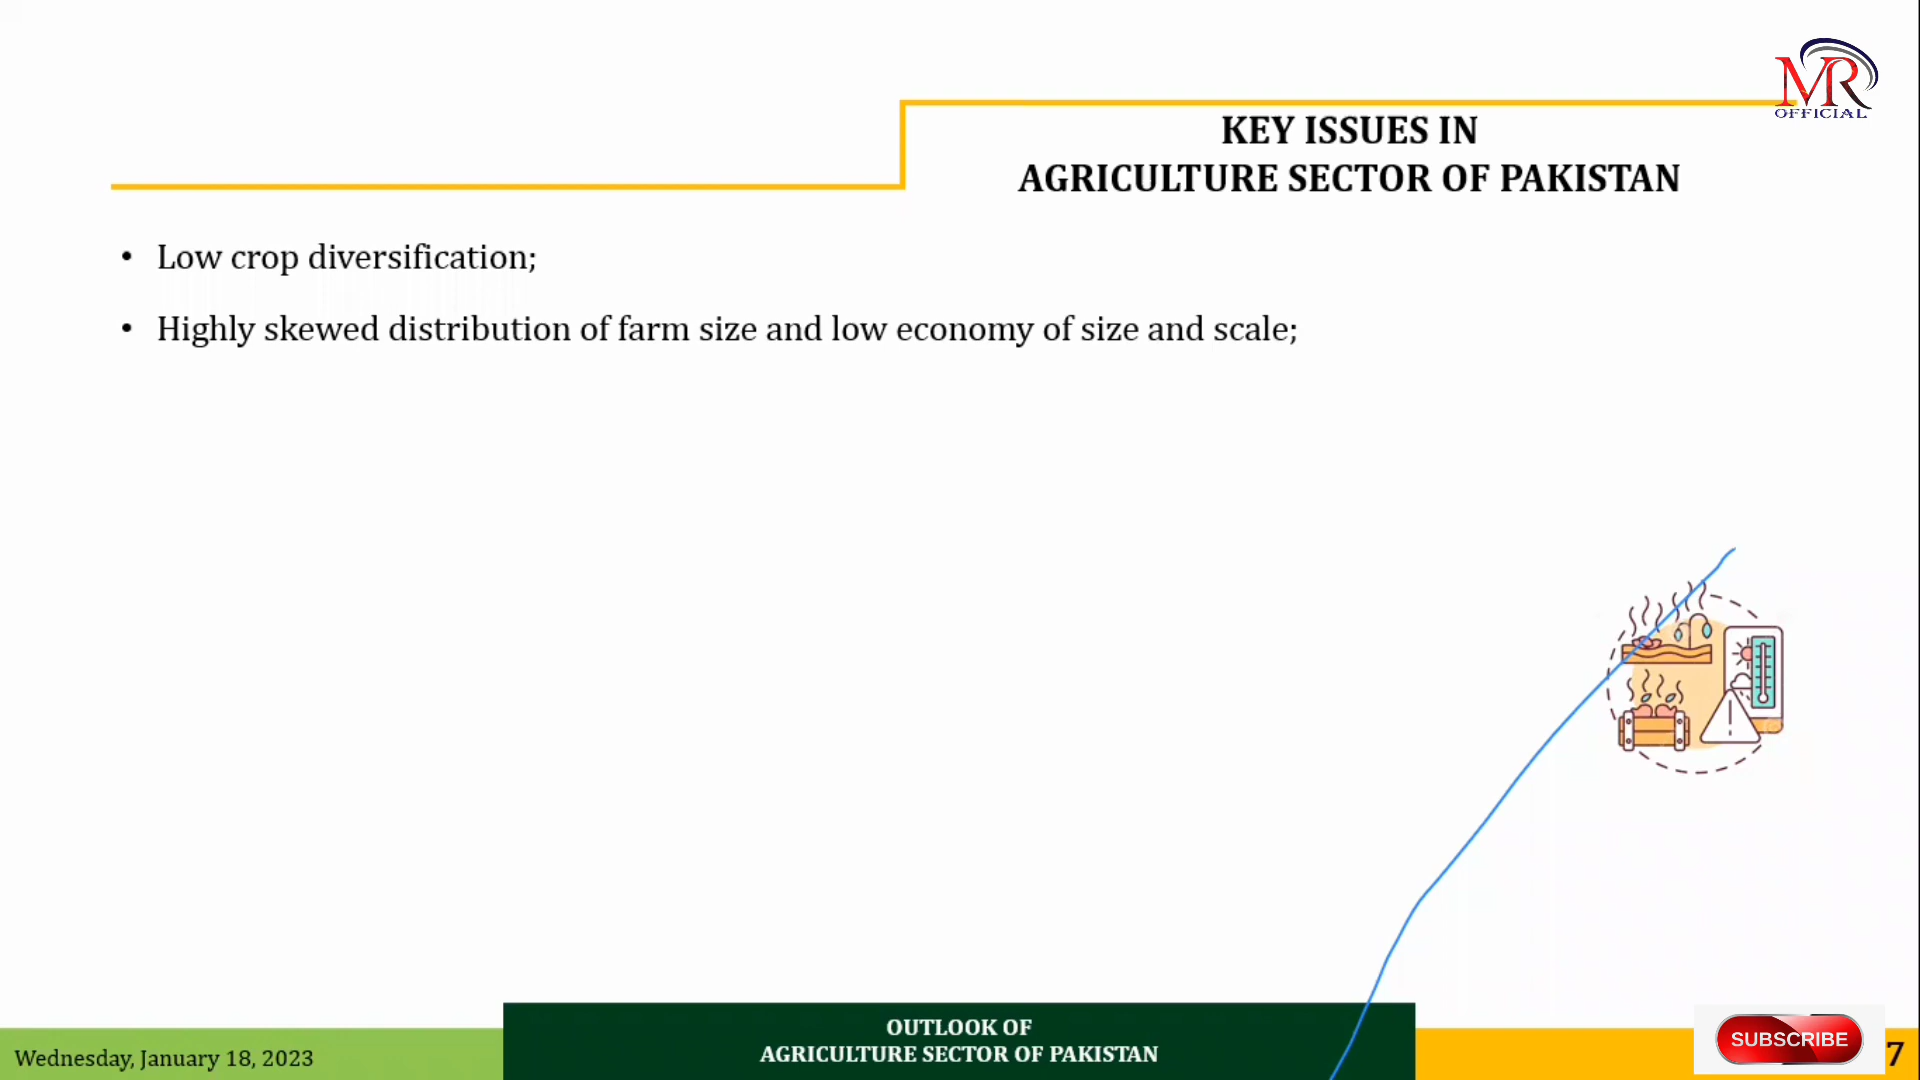 MR
OFFICIAL
KEY ISSUES IN
AGRICULTURE SECTOR OF PAKISTAN
• Low crop diversification;
• Highly skewed distribution of farm size and low economy of size and scale;
OUTLOOK OF
AGRICULTURE SECTOR OF PAKISTAN
Wednesday, January 18, 2023
SUBSCRIBE
7